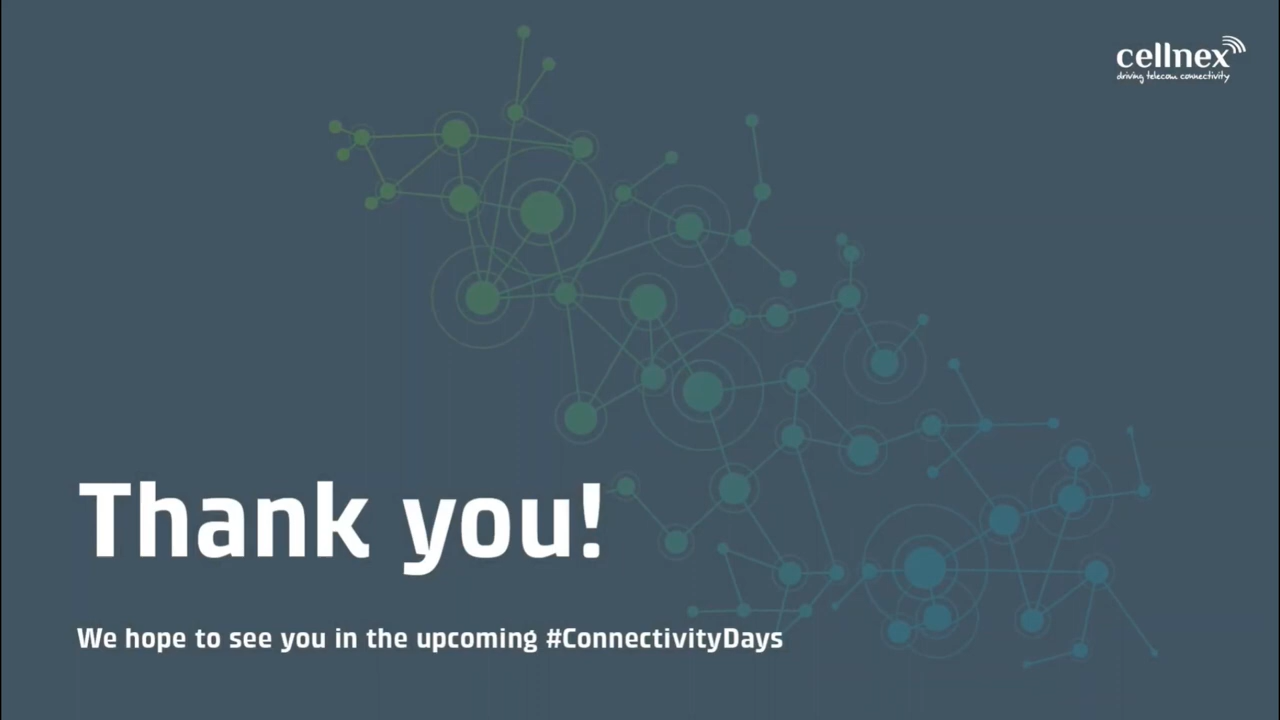 cellnex
driving telecom connectivity
Thank you!
We hope to see you in the upcoming #ConnectivityDays